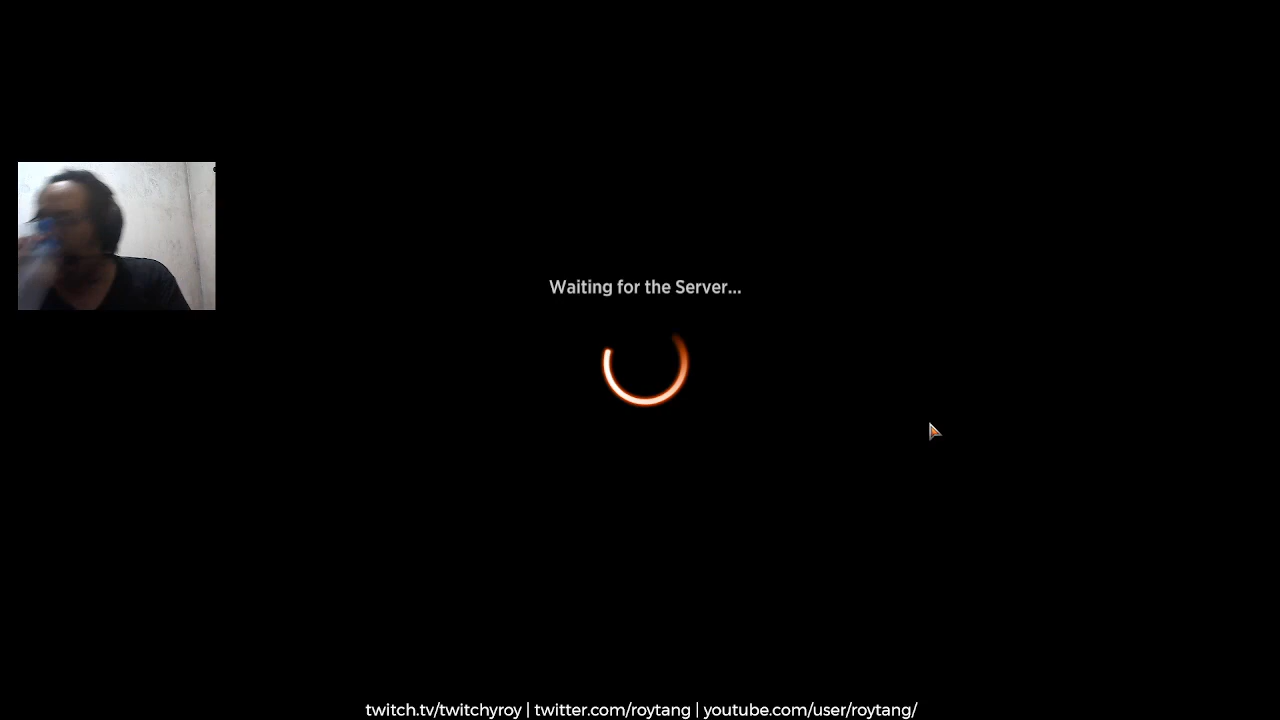 Waiting for the Server...
twitch.tv/twitchyroy | twitter.com/roytang | youtube.com/user/roytang/